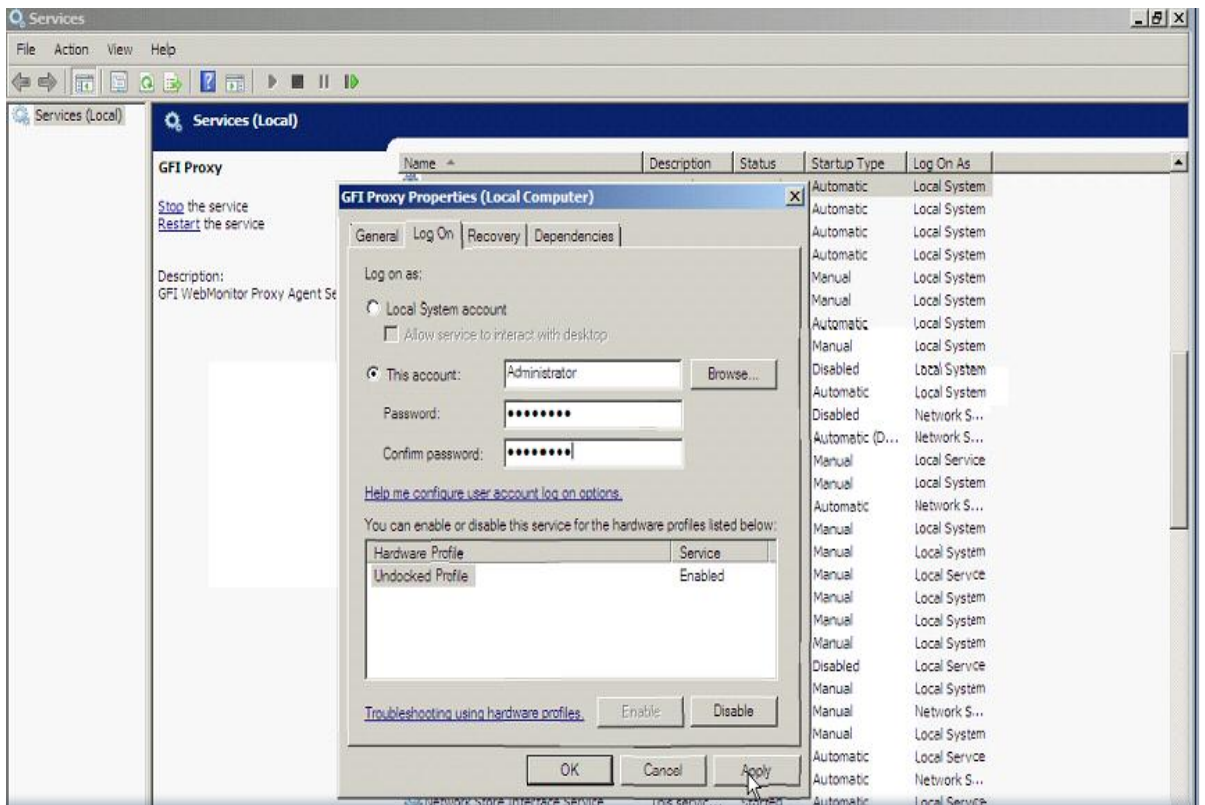 Services
File Action View Help
Services (Local)
Services (Local)
GFI Proxy
Stop the service
Restart the service
Description:
GFI WebMonitor Proxy Agent Se
Name Description Status Startup Type Log On As
Automatic Local System
Automatic Local System
Automatic Local System
Automatic Local System
Manual Local System
Manual Local System
Automatic Local System
Manual Local System
Disabled Local System
Automatic Local System
Disabled Network S...
Automatic (D... Network S...
Manual Local Service
Manual Local System
Automatic Network S...
Manual Local System
Manual Local System
Manual Local Service
Manual Local System
Manual Local System
Manual Local System
Disabled Local Service
Manual Local System
Manual Network S...
Manual Local System
Automatic Local Service
Automatic Network S...
Network Store Interface Service This servic... Started Automatic Local Service
GFI Proxy Properties (Local Computer)
General Log On Recovery Dependencies
Log on as:
Local System account
Allow service to interact with desktop
This account: Administrator Browse...
Password: ••••••••
Confirm password: ••••••••
Help me configure user account log on options.
You can enable or disable this service for the hardware profiles listed below:
Hardware Profile Service
Undocked Profile Enabled
Troubleshooting using hardware profiles. Enable Disable
OK Cancel Apply